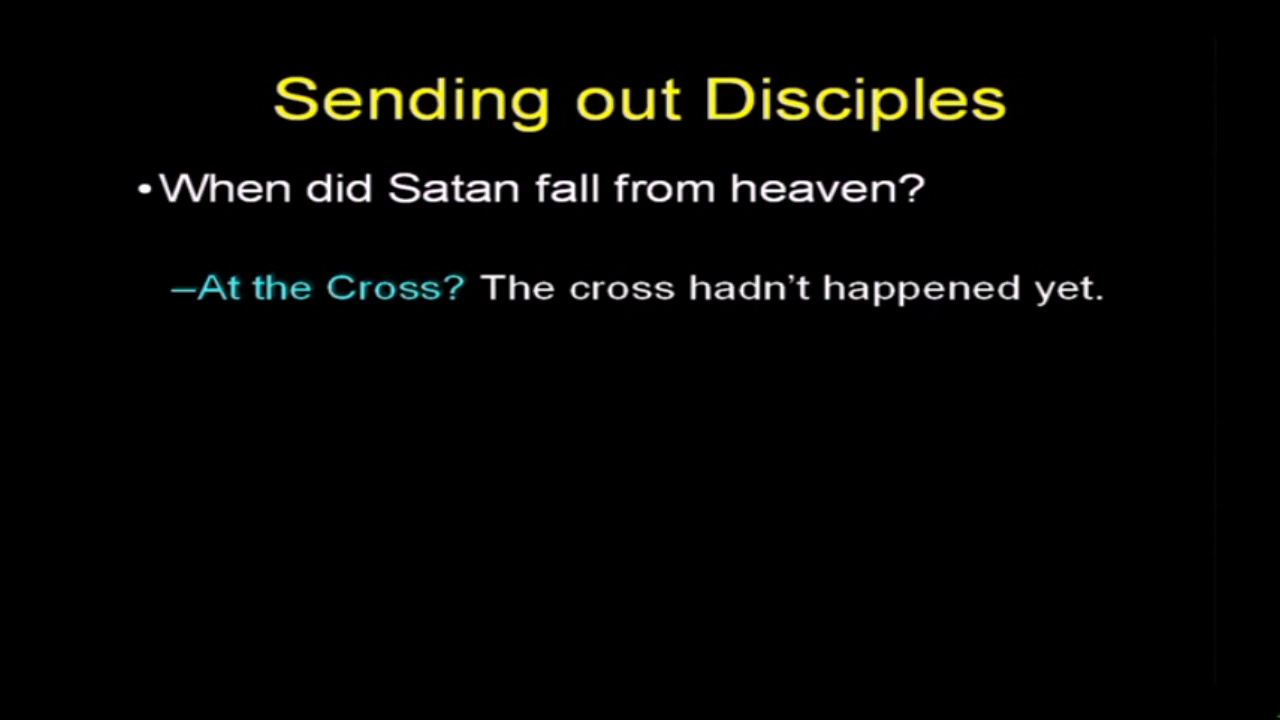 Sending out Disciples
•When did Satan fall from heaven?
–At the Cross? The cross hadn’t happened yet.